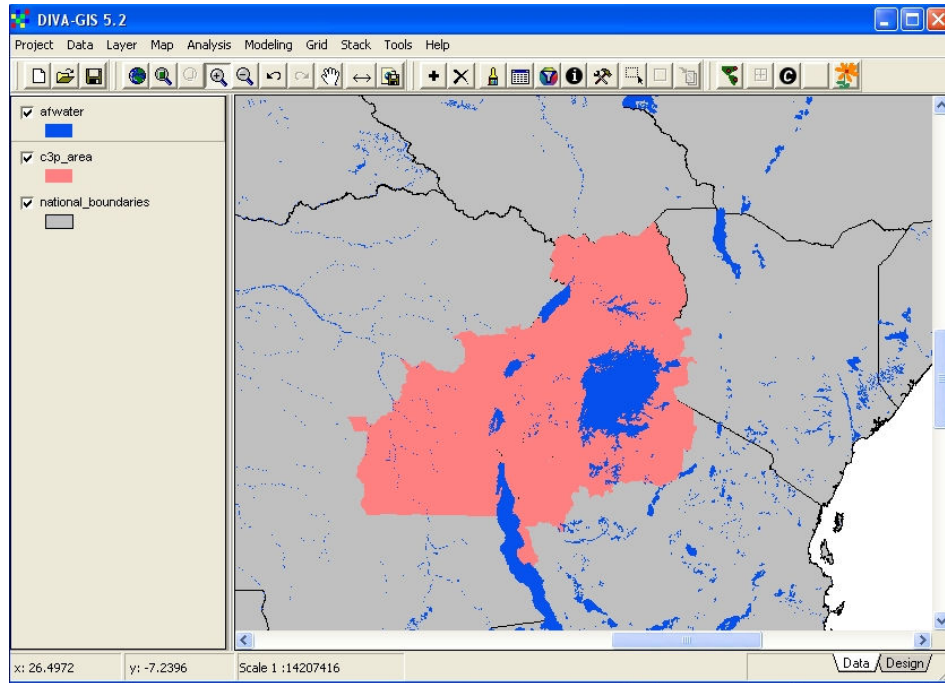 DIVA-GIS 5.2
Project Data Layer Map Analysis Modeling Grid Stack Tools Help
afwater
c3p_area
national_boundaries
x: 26.4972 y: -7.2396 Scale 1 :14207416 Data Design